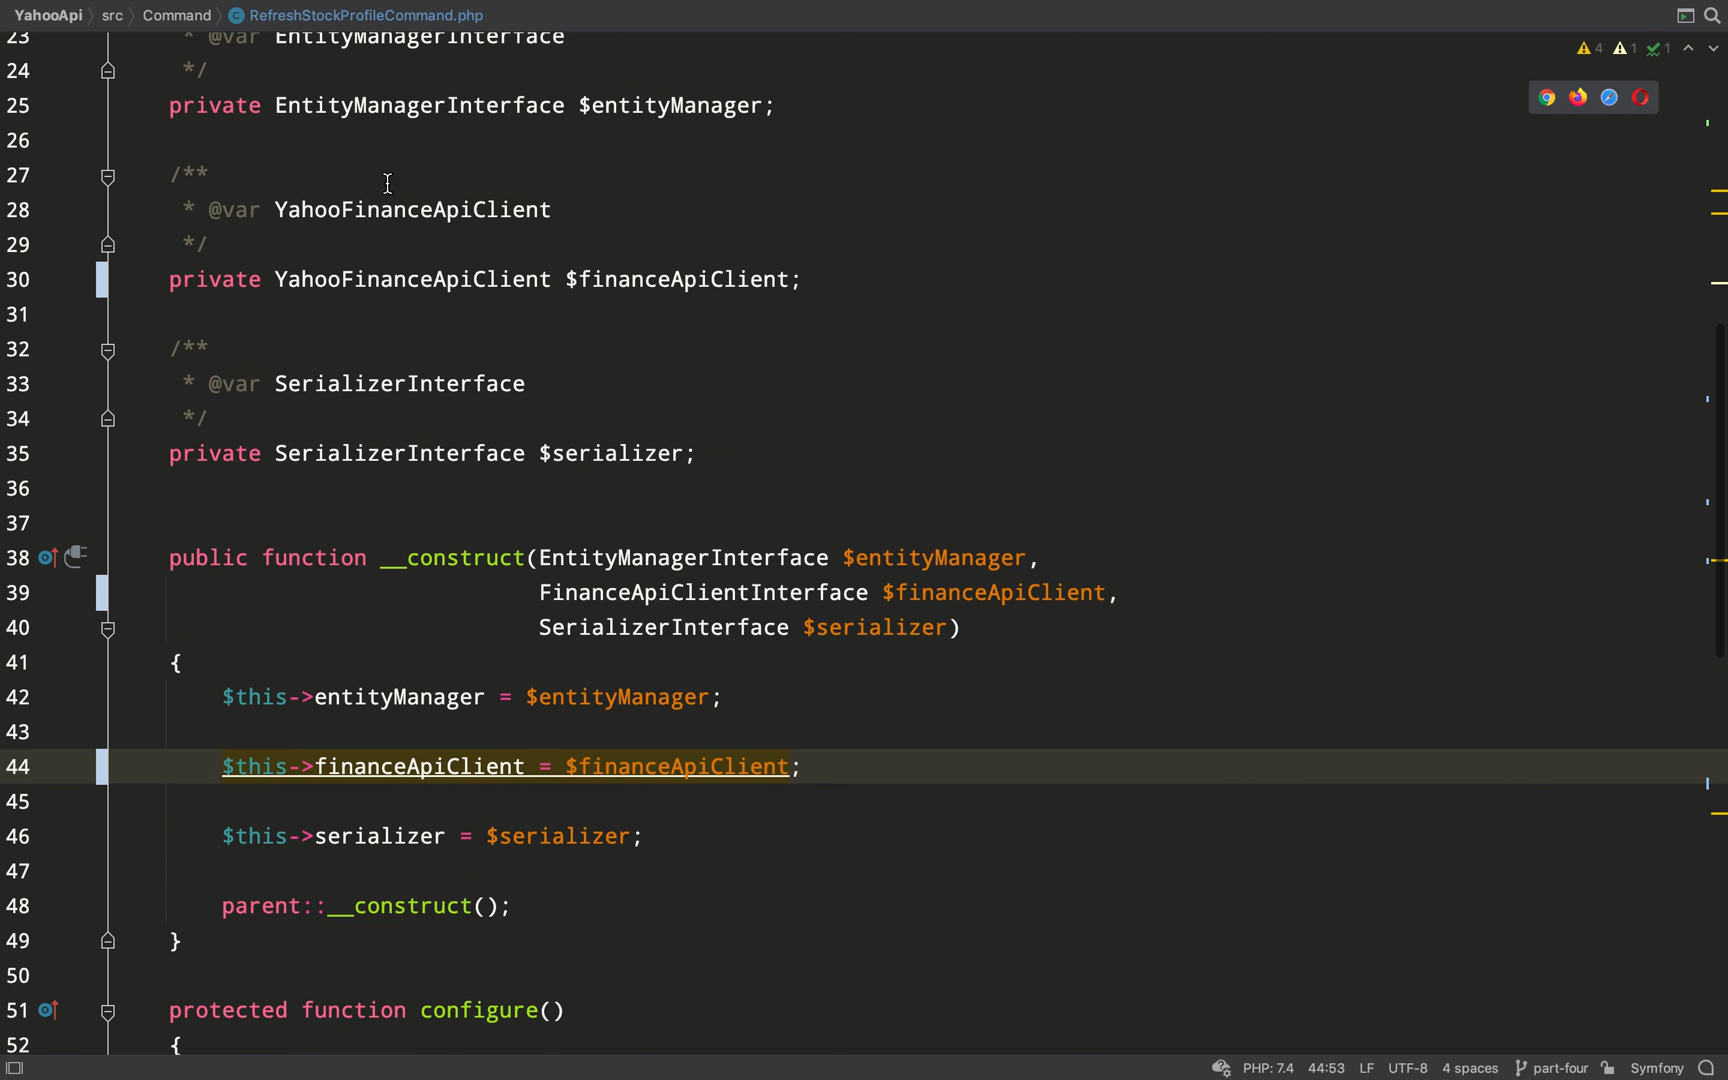 YahooApi src Command RefreshStockProfileCommand.php
4 1 1
23 * @var EntityManagerInterface
24 */
25 private EntityManagerInterface $entityManager;
26
27 /**
28 * @var YahooFinanceApiClient
29 */
30 private YahooFinanceApiClient $financeApiClient;
31
32 /**
33 * @var SerializerInterface
34 */
35 private SerializerInterface $serializer;
36
37
38 public function __construct(EntityManagerInterface $entityManager,
39 FinanceApiClientInterface $financeApiClient,
40 SerializerInterface $serializer)
41 {
42 $this->entityManager = $entityManager;
43
44 $this->financeApiClient = $financeApiClient;
45
46 $this->serializer = $serializer;
47
48 parent::__construct();
49 }
50
51 protected function configure()
52 {
PHP: 7.4 44:53 LF UTF-8 4 spaces part-four Symfony